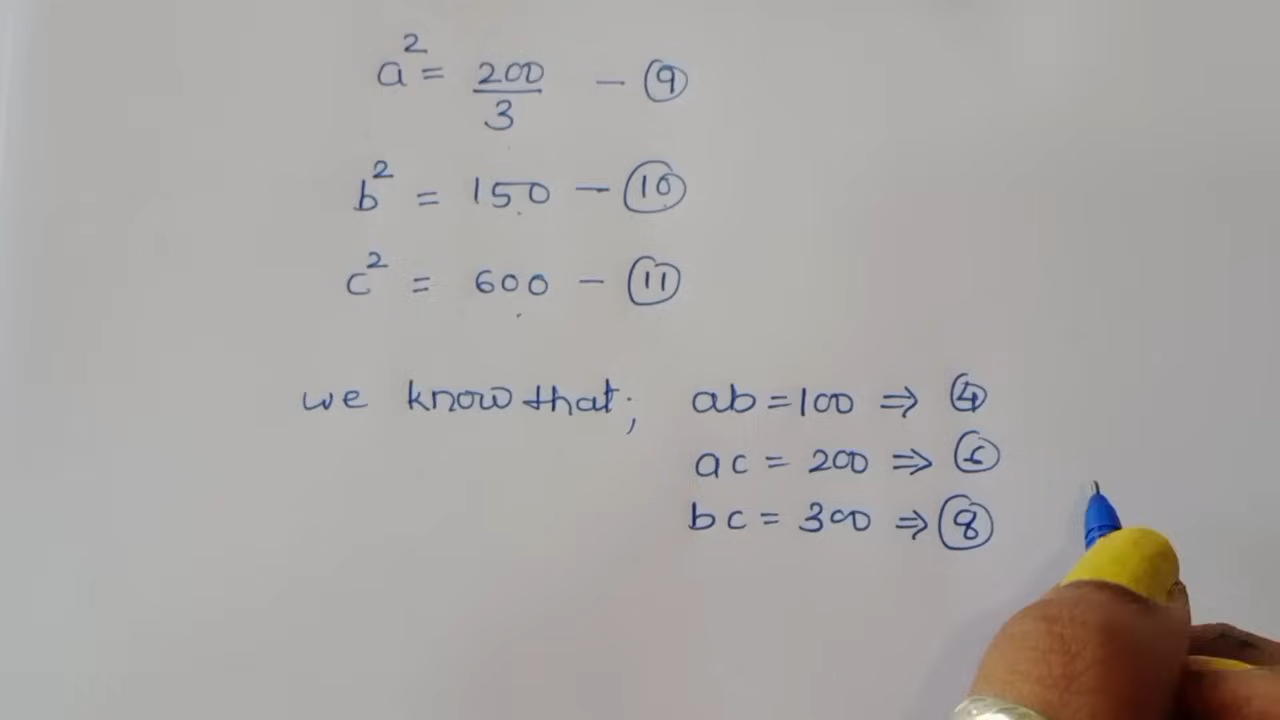 a² = 200/3 - ⑨
b² = 150 - ⑩
c² = 600 - ⑪
we know that; ab = 100 ⇒ ④
ac = 200 ⇒ ⑥
bc = 300 ⇒ ⑧